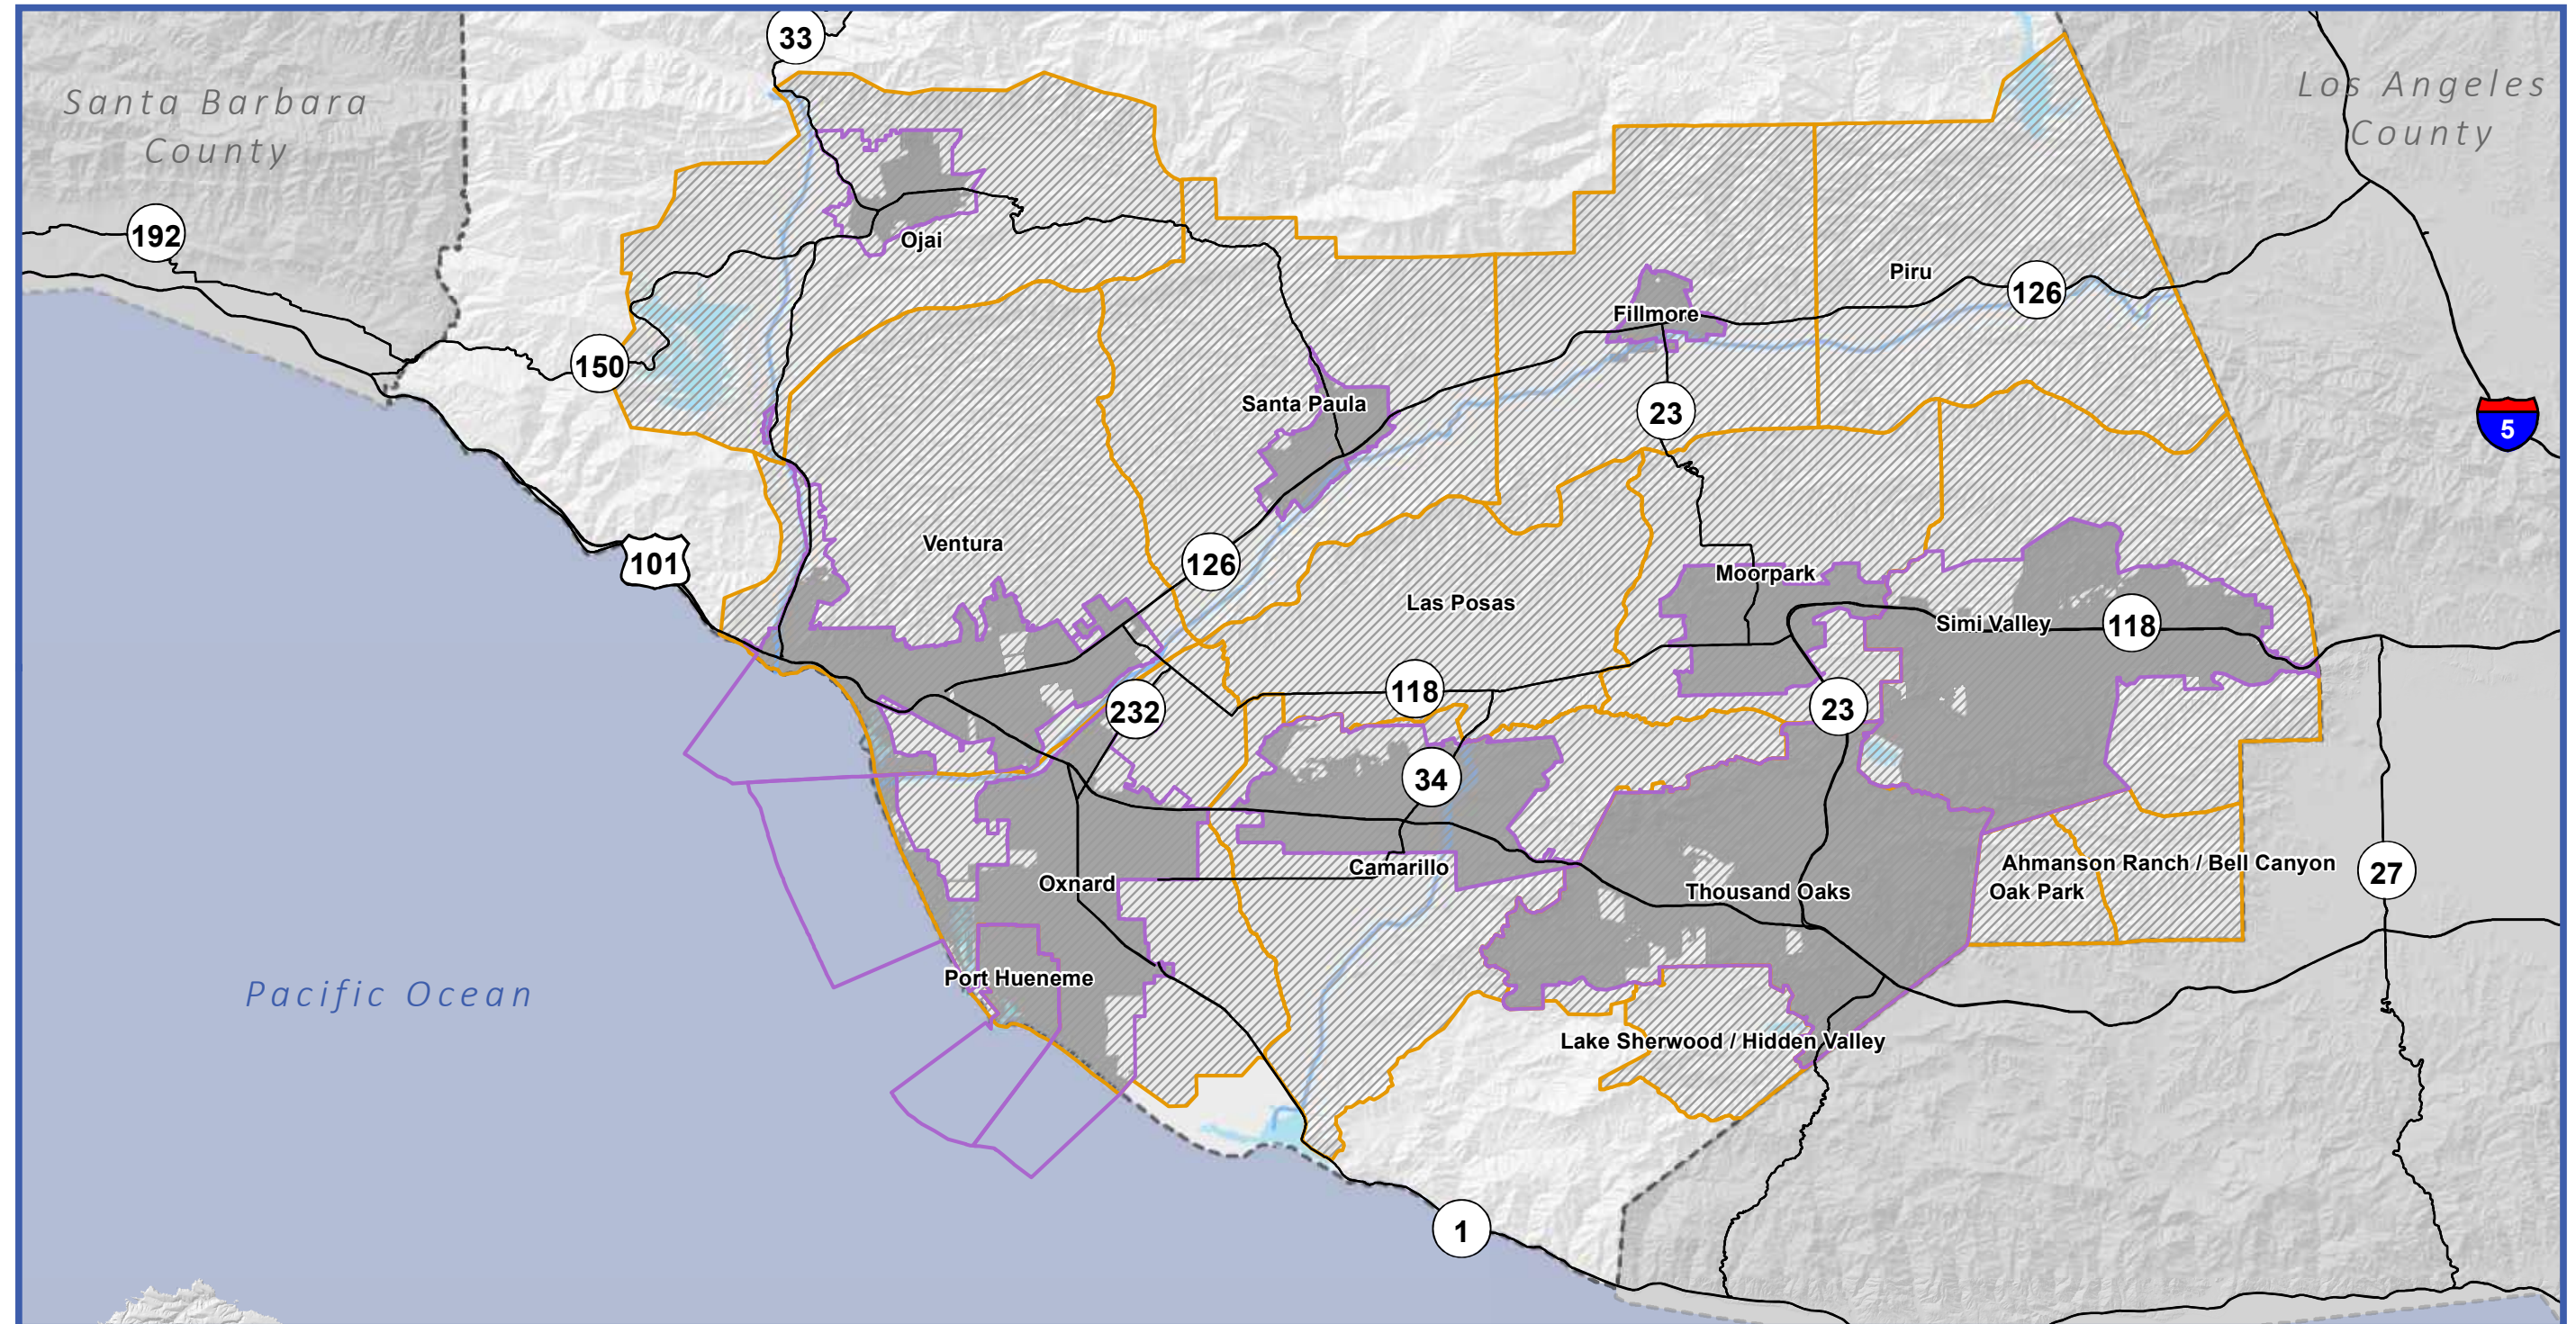 33
Santa Barbara
County
Los Angeles
County
192
Ojai
Piru
126
Fillmore
150
Santa Paula
23
5
101
Ventura
126
Moorpark
Las Posas
Simi Valley
118
118
232
23
34
Camarillo
Ahmanson Ranch / Bell Canyon
27
Oxnard
Thousand Oaks
Oak Park
Port Hueneme
Pacific Ocean
Lake Sherwood / Hidden Valley
1